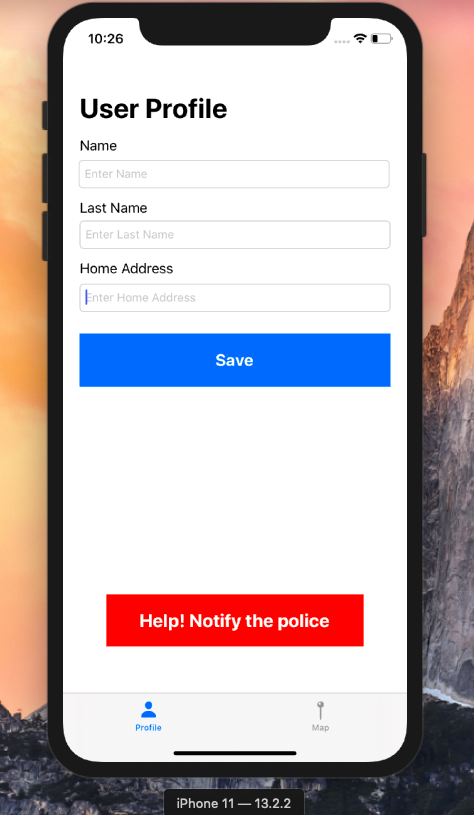 10:26
User Profile
Name
Enter Name
Last Name
Enter Last Name
Home Address
Enter Home Address
Save
Help! Notify the police
Profile
Map
iPhone 11 — 13.2.2